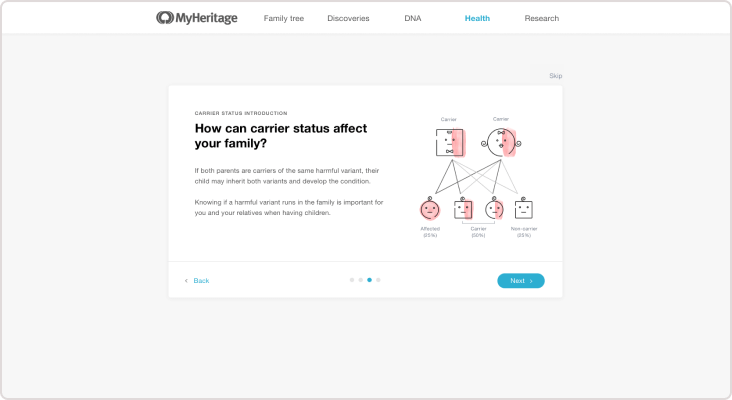 MyHeritage
Family tree
Discoveries
DNA
Health
Research
Skip
CARRIER STATUS INTRODUCTION
How can carrier status affect
your family?
If both parents are carriers of the same harmful variant, their
child may inherit both variants and develop the condition.
Knowing if a harmful variant runs in the family is important for
you and your relatives when having children.
Carrier
Carrier
Affected
(25%)
Carrier
(50%)
Non-carrier
(25%)
‹ Back
Next ›